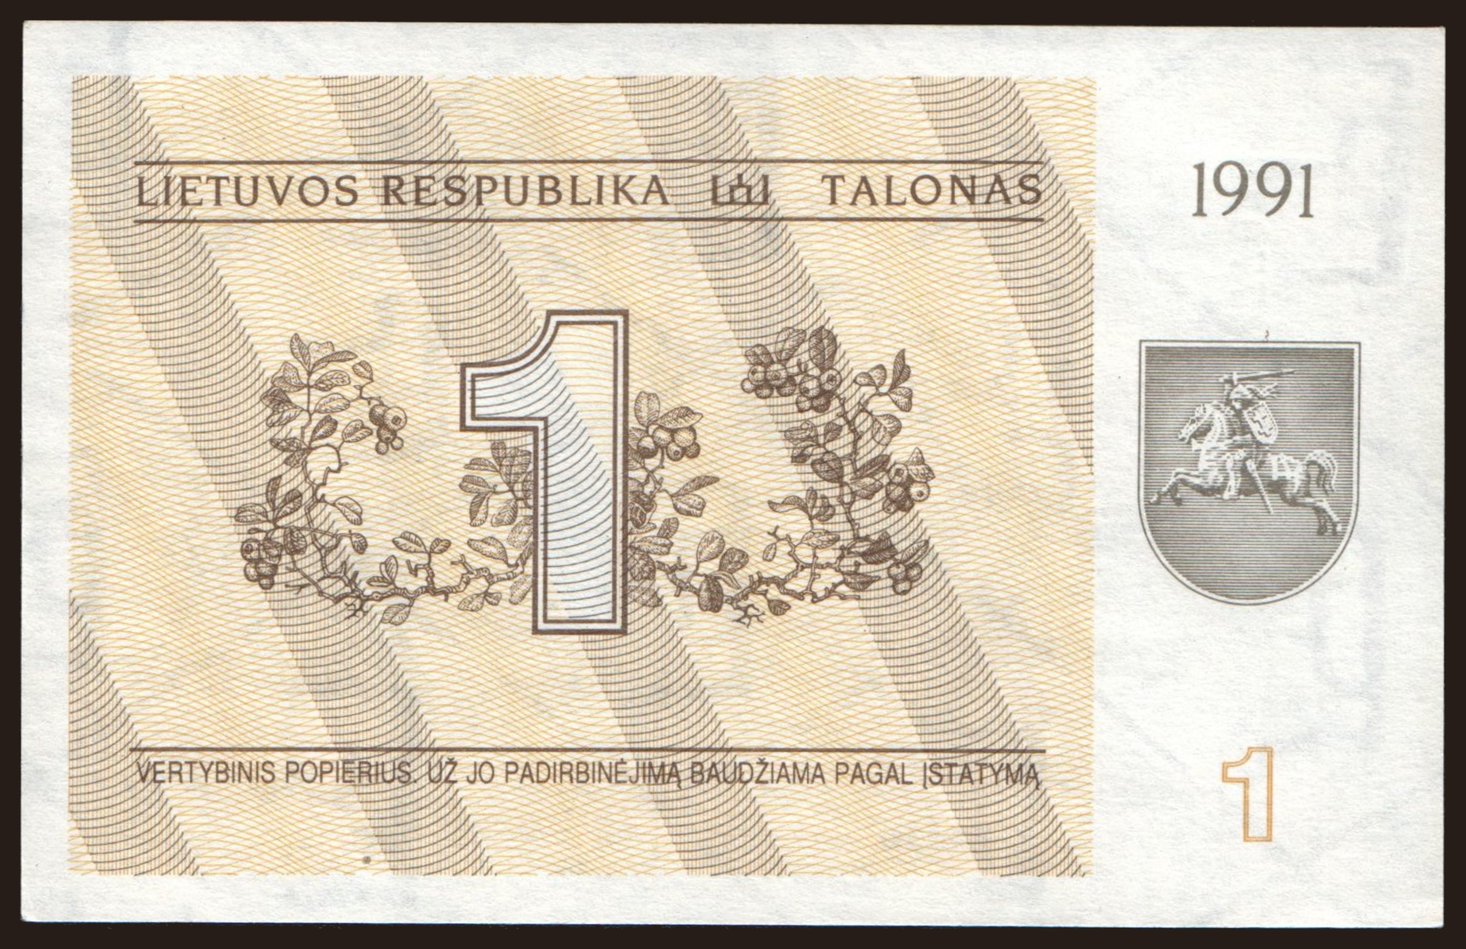 LIETUVOS RESPUBLIKA TALONAS
1991
1
VERTYBINIS POPIERIUS. UŽ JO PADIRBINĖJIMĄ BAUDŽIAMA PAGAL ĮSTATYMĄ
1